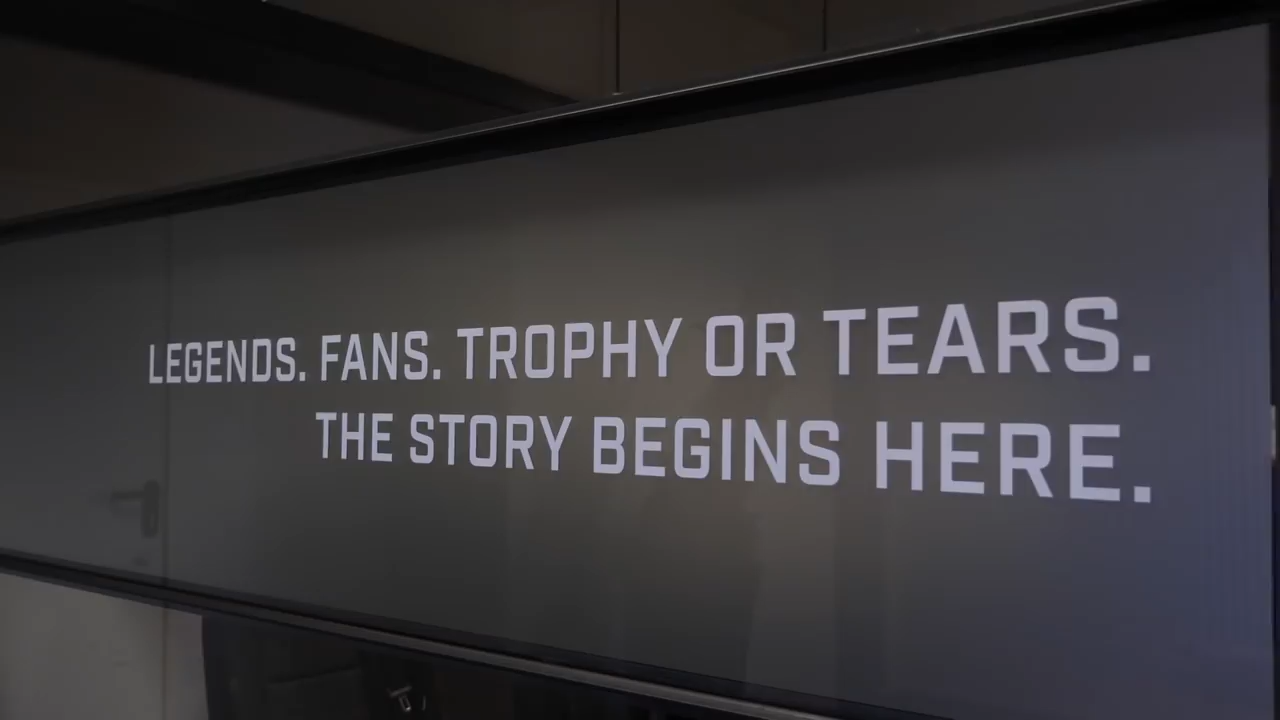 LEGENDS. FANS. TROPHY OR TEARS.
THE STORY BEGINS HERE.